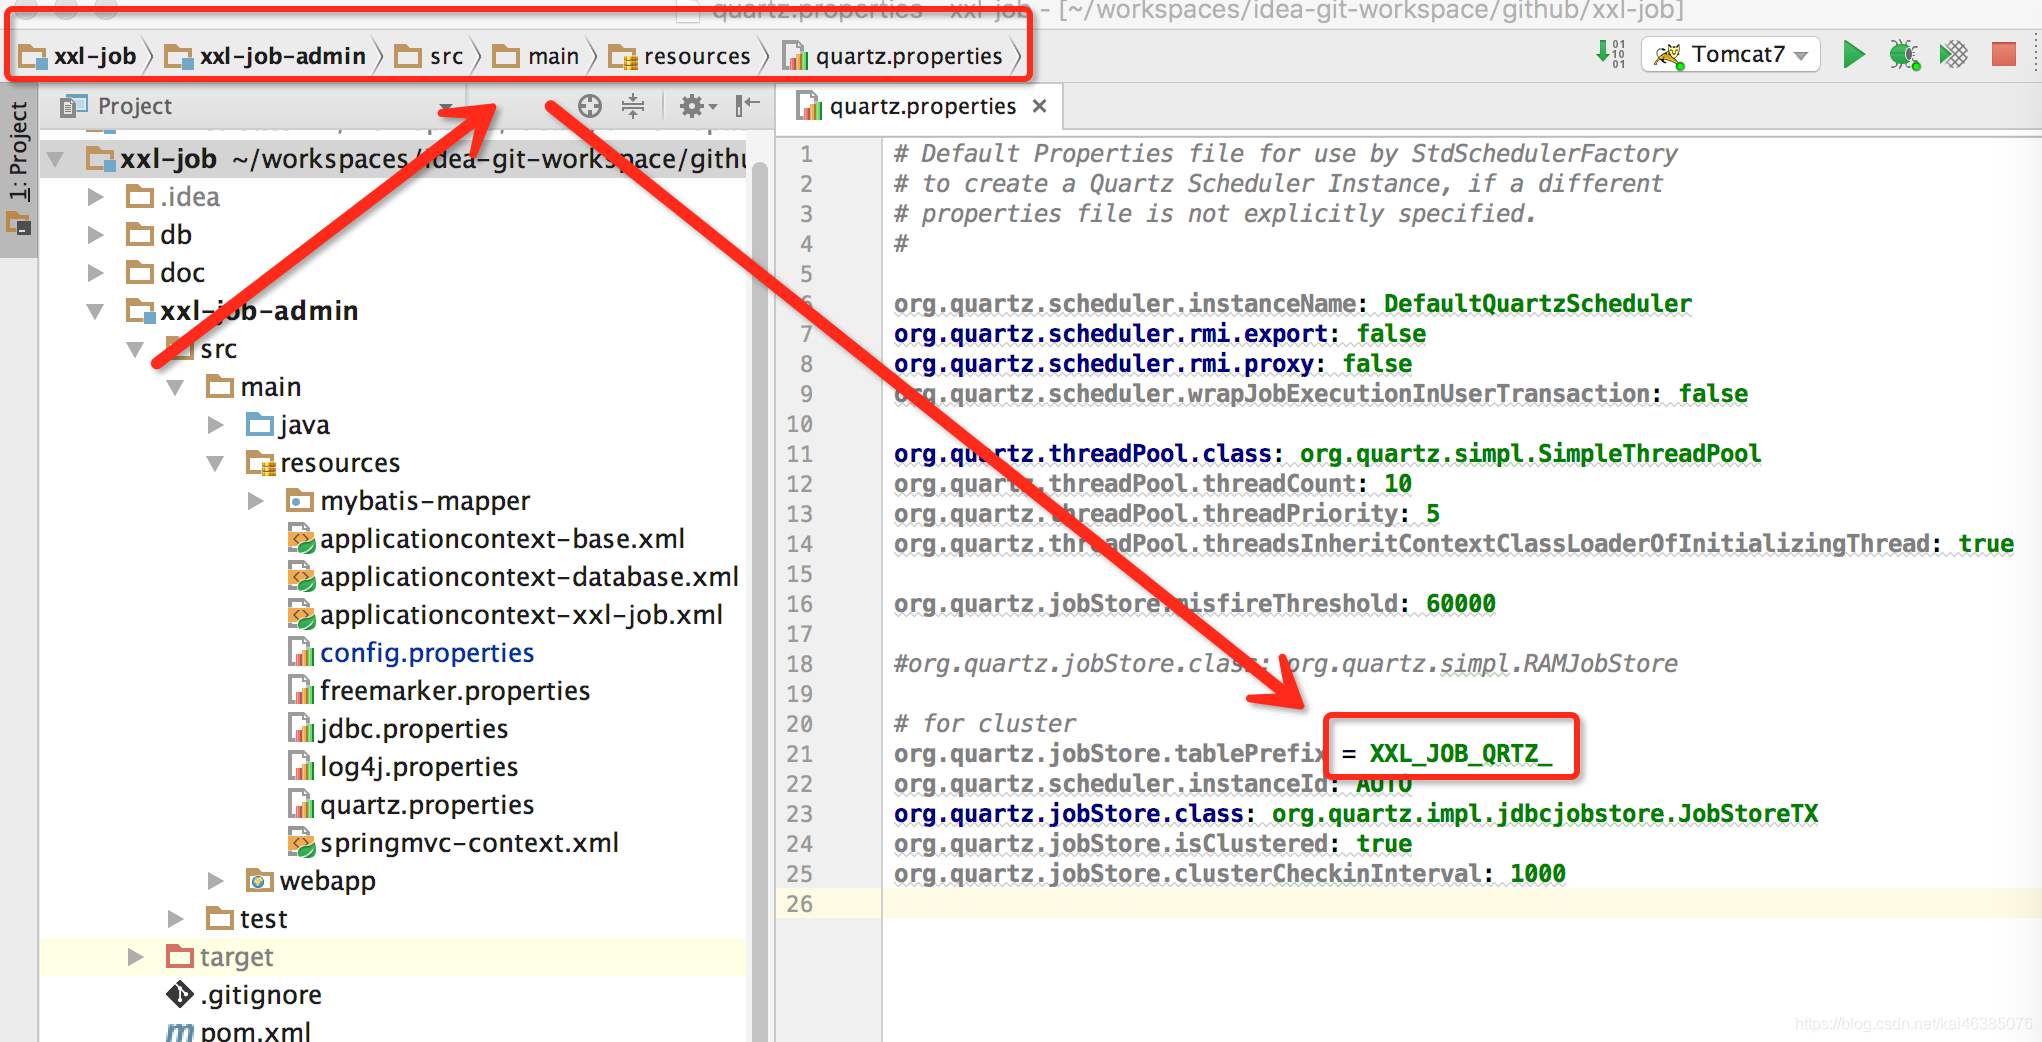 quartz.properties - xxl-job - [~/workspaces/idea-git-workspace/github/xxl-job]
xxl-job xxl-job-admin src main resources quartz.properties
Tomcat7
1: Project
Project
xxl-job ~/workspaces/idea-git-workspace/githu
.idea
db
doc
xxl-job-admin
src
main
java
resources
mybatis-mapper
applicationcontext-base.xml
applicationcontext-database.xml
applicationcontext-xxl-job.xml
config.properties
freemarker.properties
jdbc.properties
log4j.properties
quartz.properties
springmvc-context.xml
webapp
test
target
.gitignore
pom.xml
quartz.properties
1 # Default Properties file for use by StdSchedulerFactory
2 # to create a Quartz Scheduler Instance, if a different
3 # properties file is not explicitly specified.
4 #
5
6 org.quartz.scheduler.instanceName: DefaultQuartzScheduler
7 org.quartz.scheduler.rmi.export: false
8 org.quartz.scheduler.rmi.proxy: false
9 org.quartz.scheduler.wrapJobExecutionInUserTransaction: false
10
11 org.quartz.threadPool.class: org.quartz.simpl.SimpleThreadPool
12 org.quartz.threadPool.threadCount: 10
13 org.quartz.threadPool.threadPriority: 5
14 org.quartz.threadPool.threadsInheritContextClassLoaderOfInitializingThread: true
15
16 org.quartz.jobStore.misfireThreshold: 60000
17
18 #org.quartz.jobStore.class: org.quartz.simpl.RAMJobStore
19
20 # for cluster
21 org.quartz.jobStore.tablePrefix = XXL_JOB_QRTZ_
22 org.quartz.scheduler.instanceId: AUTO
23 org.quartz.jobStore.class: org.quartz.impl.jdbcjobstore.JobStoreTX
24 org.quartz.jobStore.isClustered: true
25 org.quartz.jobStore.clusterCheckinInterval: 1000
26
https://blog.csdn.net/kai46385076